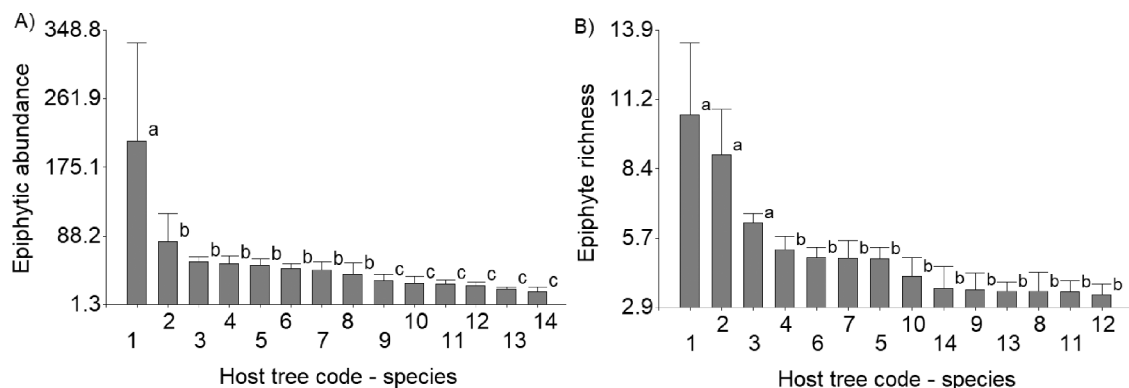 A)
Epiphytic abundance
348.8
261.9
175.1
88.2
1.3
a
b b b b b b b c c c c c c
2 4 6 8 10 12 14
1 3 5 7 9 11 13
Host tree code - species
B)
Epiphyte richness
13.9
11.2
8.4
5.7
2.9
a
a
a
b b b b b b b b b b b
2 4 7 10 9 8 12
1 3 6 5 14 13 11
Host tree code - species